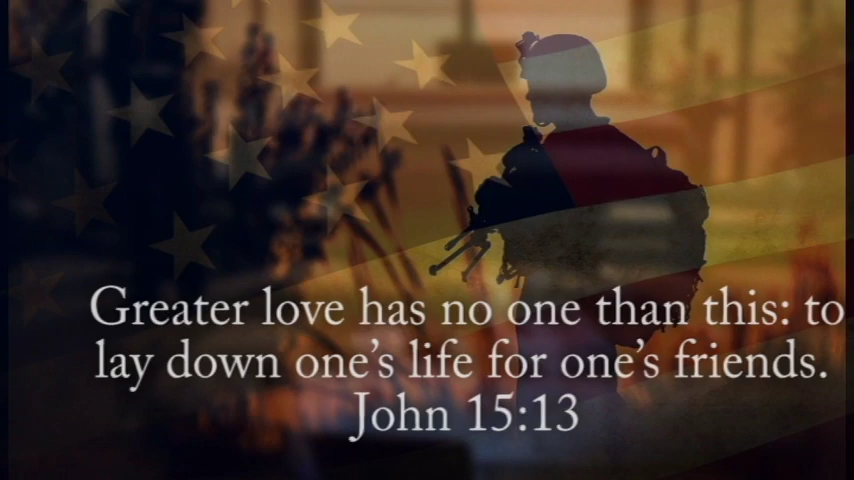 Greater love has no one than this: to
lay down one’s life for one’s friends.
John 15:13